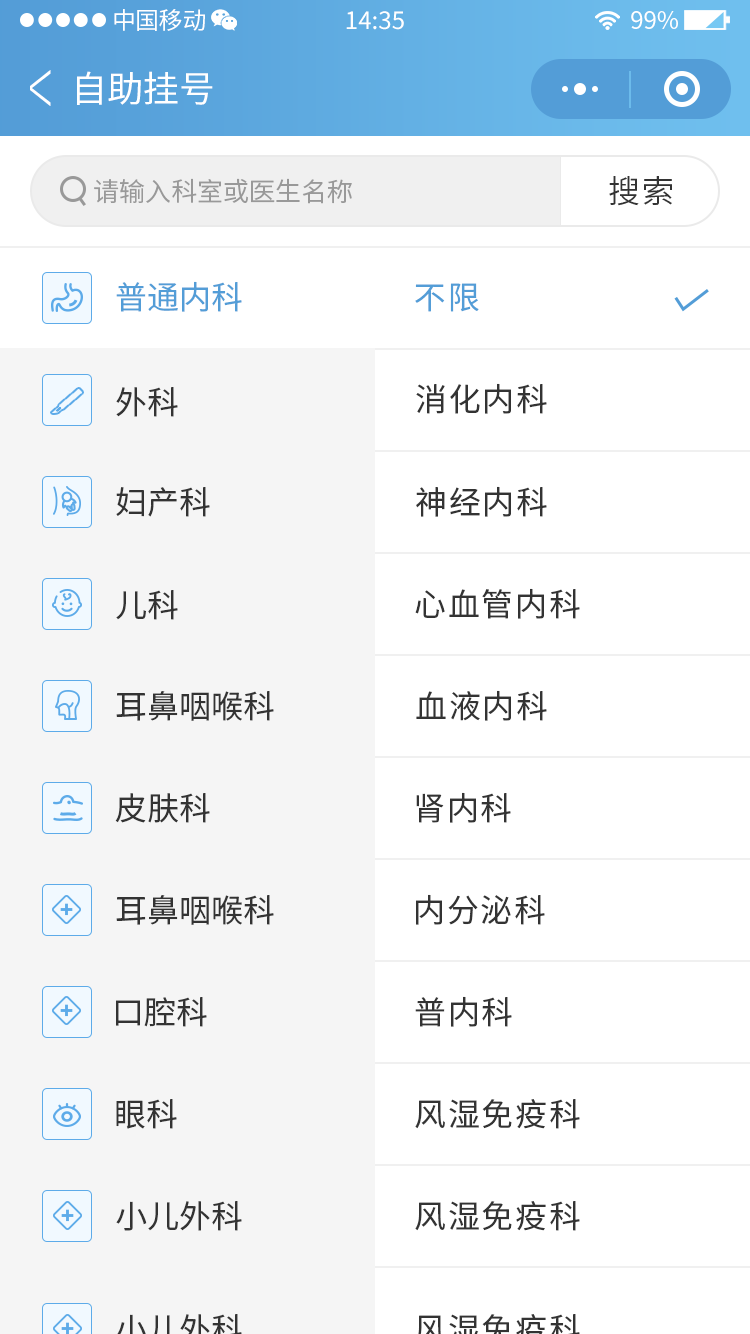 中国移动 14:35 99%
自助挂号
请输入科室或医生名称 搜索
普通内科 不限
外科 消化内科
妇产科 神经内科
儿科 心血管内科
耳鼻咽喉科 血液内科
皮肤科 肾内科
耳鼻咽喉科 内分泌科
口腔科 普内科
眼科 风湿免疫科
小儿外科 风湿免疫科
小儿外科 风湿免疫科